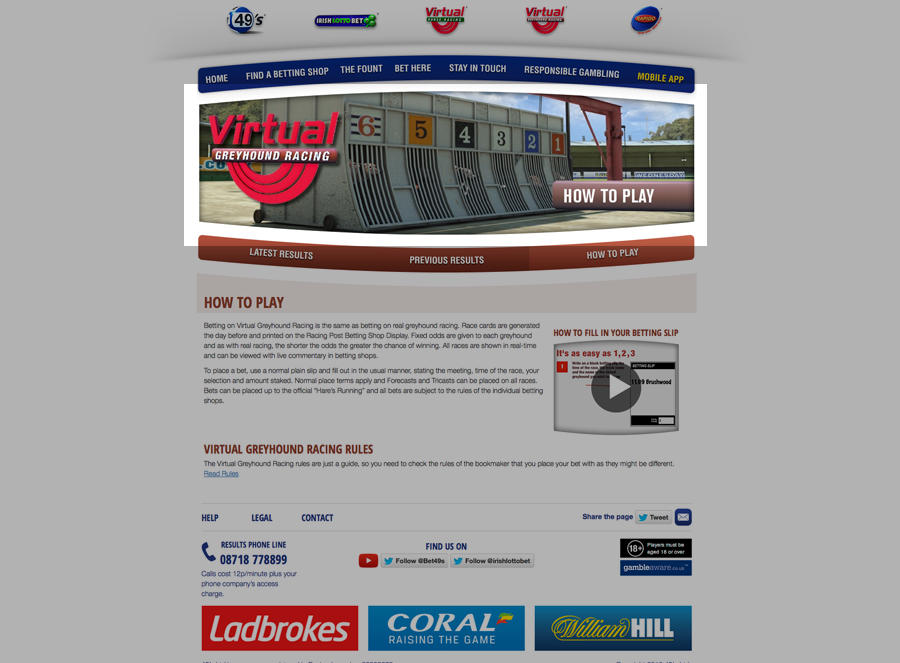 49's
IRISH LOTTO BET
Virtual
HORSE RACING
Virtual
GREYHOUND RACING
RAPIDO
HOME
FIND A BETTING SHOP
THE FOUNT
BET HERE
STAY IN TOUCH
RESPONSIBLE GAMBLING
MOBILE APP
Virtual
GREYHOUND RACING
6 5 4 3 2 1
WEDNESDAY
HOW TO PLAY
LATEST RESULTS
PREVIOUS RESULTS
HOW TO PLAY
HOW TO PLAY
Betting on Virtual Greyhound Racing is the same as betting on real greyhound racing. Race cards are generated
the day before and printed on the Racing Post Betting Shop Display. Fixed odds are given to each greyhound
and as with real racing, the shorter the odds the greater the chance of winning. All races are shown in real-time
and can be viewed with live commentary in betting shops.
To place a bet, use a normal plain slip and fill out in the usual manner, stating the meeting, time of the race, your
selection and amount staked. Normal place terms apply and Forecasts and Tricasts can be placed on all races.
Bets can be placed up to the official "Hare's Running" and all bets are subject to the rules of the individual betting
shops.
HOW TO FILL IN YOUR BETTING SLIP
It's as easy as 1,2,3
1
BETTING SLIP
11.09 Brushwood
VIRTUAL GREYHOUND RACING RULES
The Virtual Greyhound Racing rules are just a guide, so you need to check the rules of the bookmaker that you place your bet with as they might be different.
Read Rules
HELP
LEGAL
CONTACT
Share the page
Tweet
RESULTS PHONE LINE
08718 778899
Calls cost 12p/minute plus your
phone company's access
charge.
FIND US ON
Follow @Bet49s
Follow @irishlottobet
18+
Players must be
aged 18 or over
gambleaware.co.uk
Ladbrokes
CORAL
RAISING THE GAME
William HILL